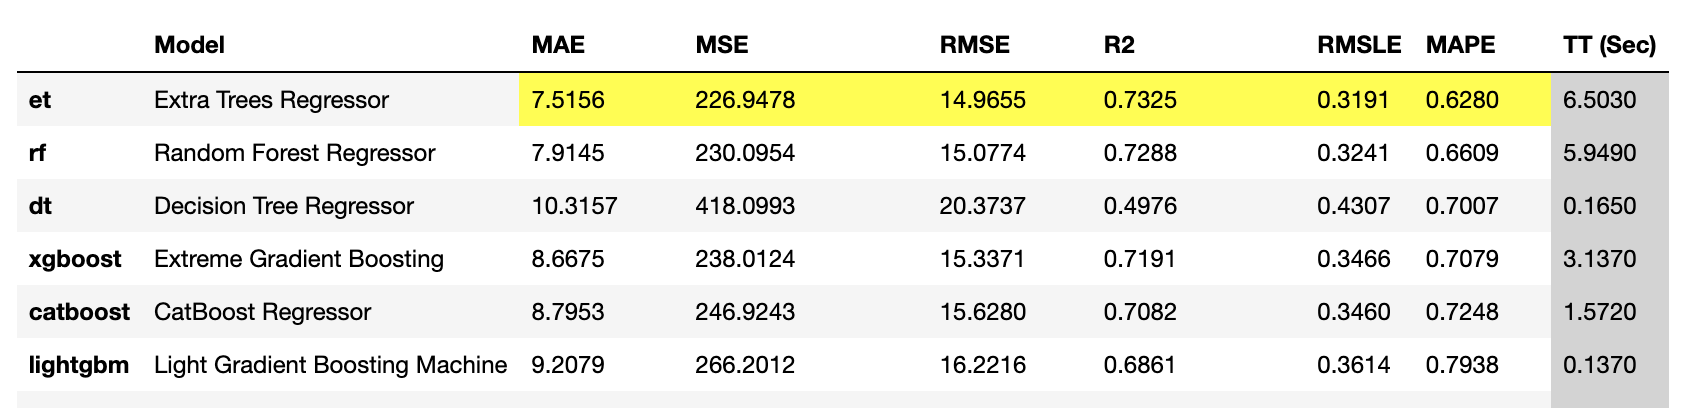 Model MAE MSE RMSE R2 RMSLE MAPE TT (Sec)
et Extra Trees Regressor 7.5156 226.9478 14.9655 0.7325 0.3191 0.6280 6.5030
rf Random Forest Regressor 7.9145 230.0954 15.0774 0.7288 0.3241 0.6609 5.9490
dt Decision Tree Regressor 10.3157 418.0993 20.3737 0.4976 0.4307 0.7007 0.1650
xgboost Extreme Gradient Boosting 8.6675 238.0124 15.3371 0.7191 0.3466 0.7079 3.1370
catboost CatBoost Regressor 8.7953 246.9243 15.6280 0.7082 0.3460 0.7248 1.5720
lightgbm Light Gradient Boosting Machine 9.2079 266.2012 16.2216 0.6861 0.3614 0.7938 0.1370